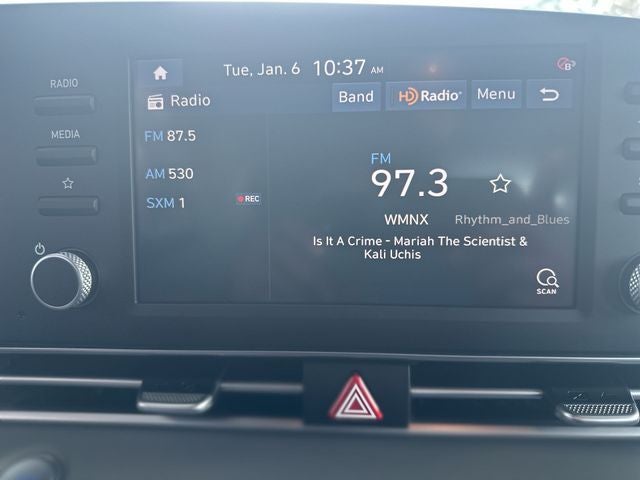 RADIO
MEDIA
Tue, Jan. 6 10:37 AM
Radio
Band
HD Radio
Menu
FM 87.5
AM 530
SXM 1
REC
FM
97.3
WMNX Rhythm_and_Blues
Is It A Crime - Mariah The Scientist &
Kali Uchis
SCAN